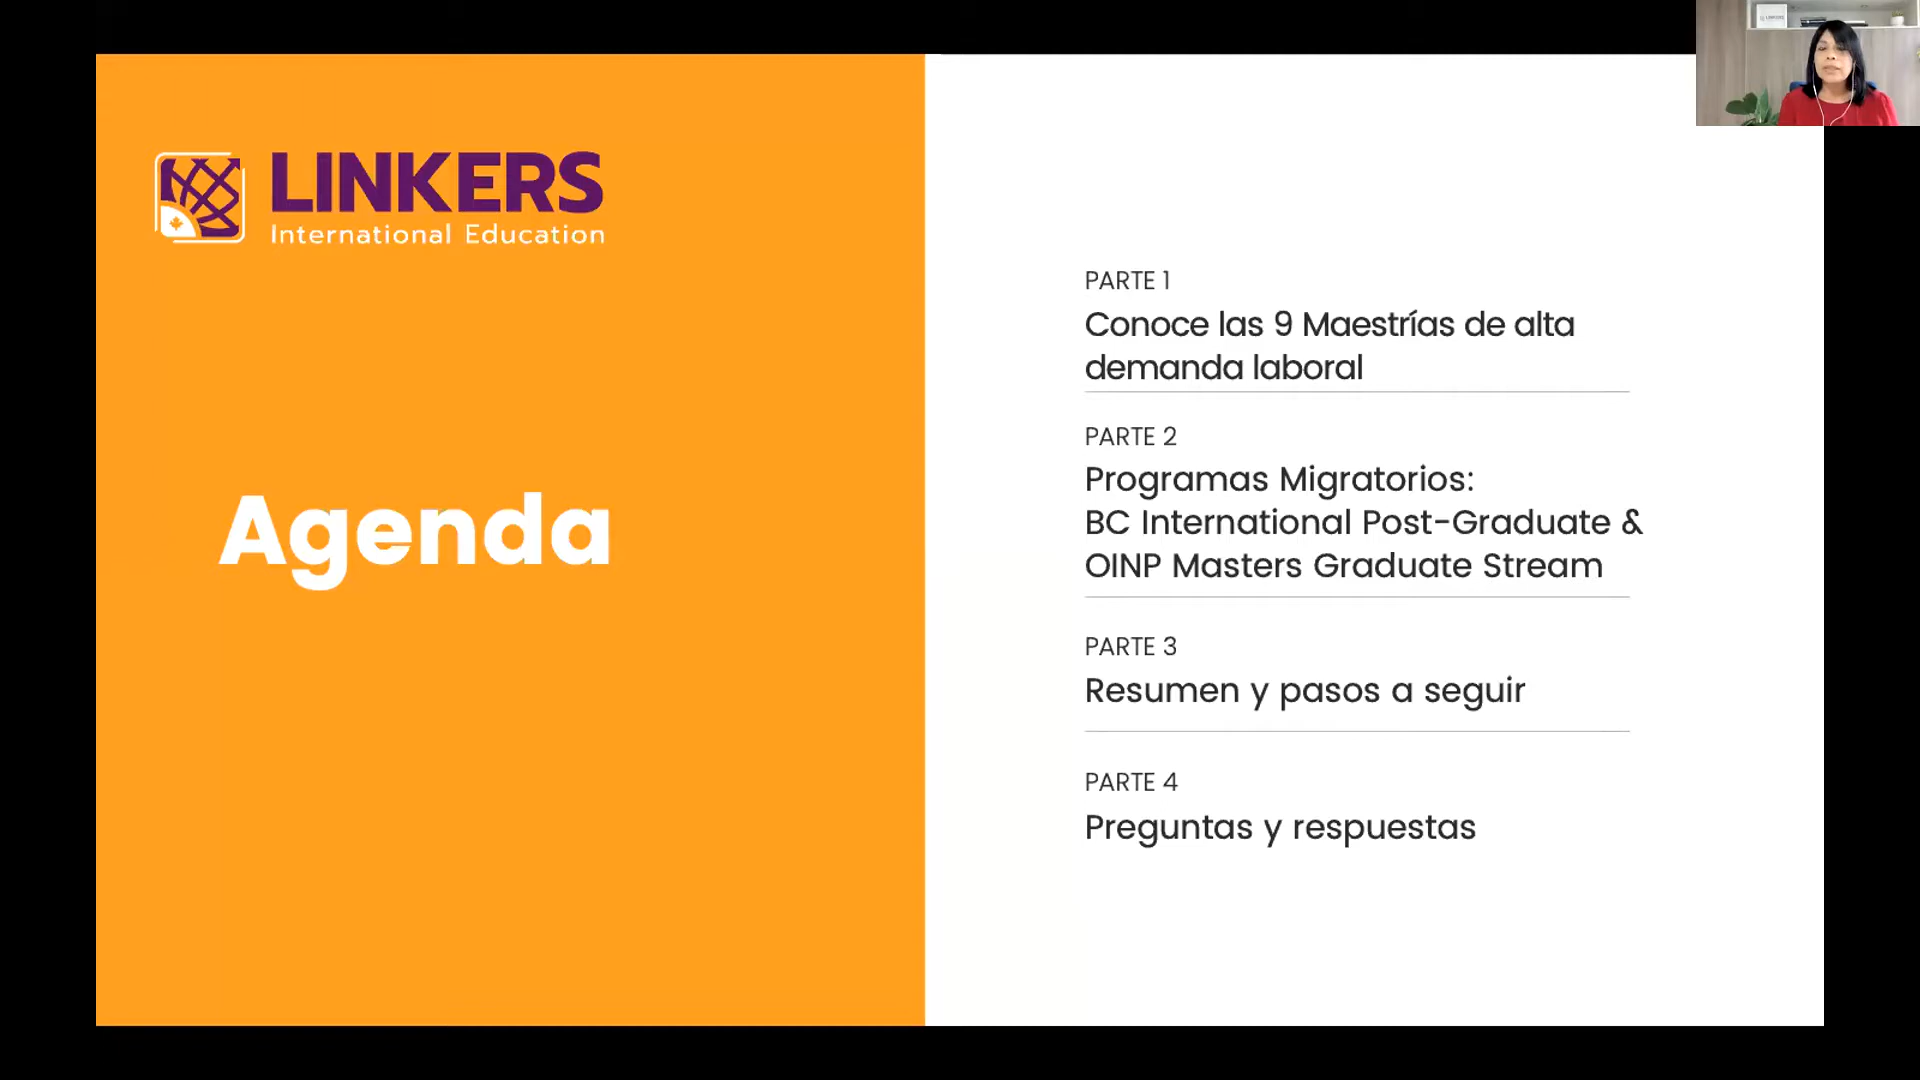 LINKERS
International Education
Agenda
PARTE 1
Conoce las 9 Maestrías de alta
demanda laboral
PARTE 2
Programas Migratorios:
BC International Post-Graduate &
OINP Masters Graduate Stream
PARTE 3
Resumen y pasos a seguir
PARTE 4
Preguntas y respuestas